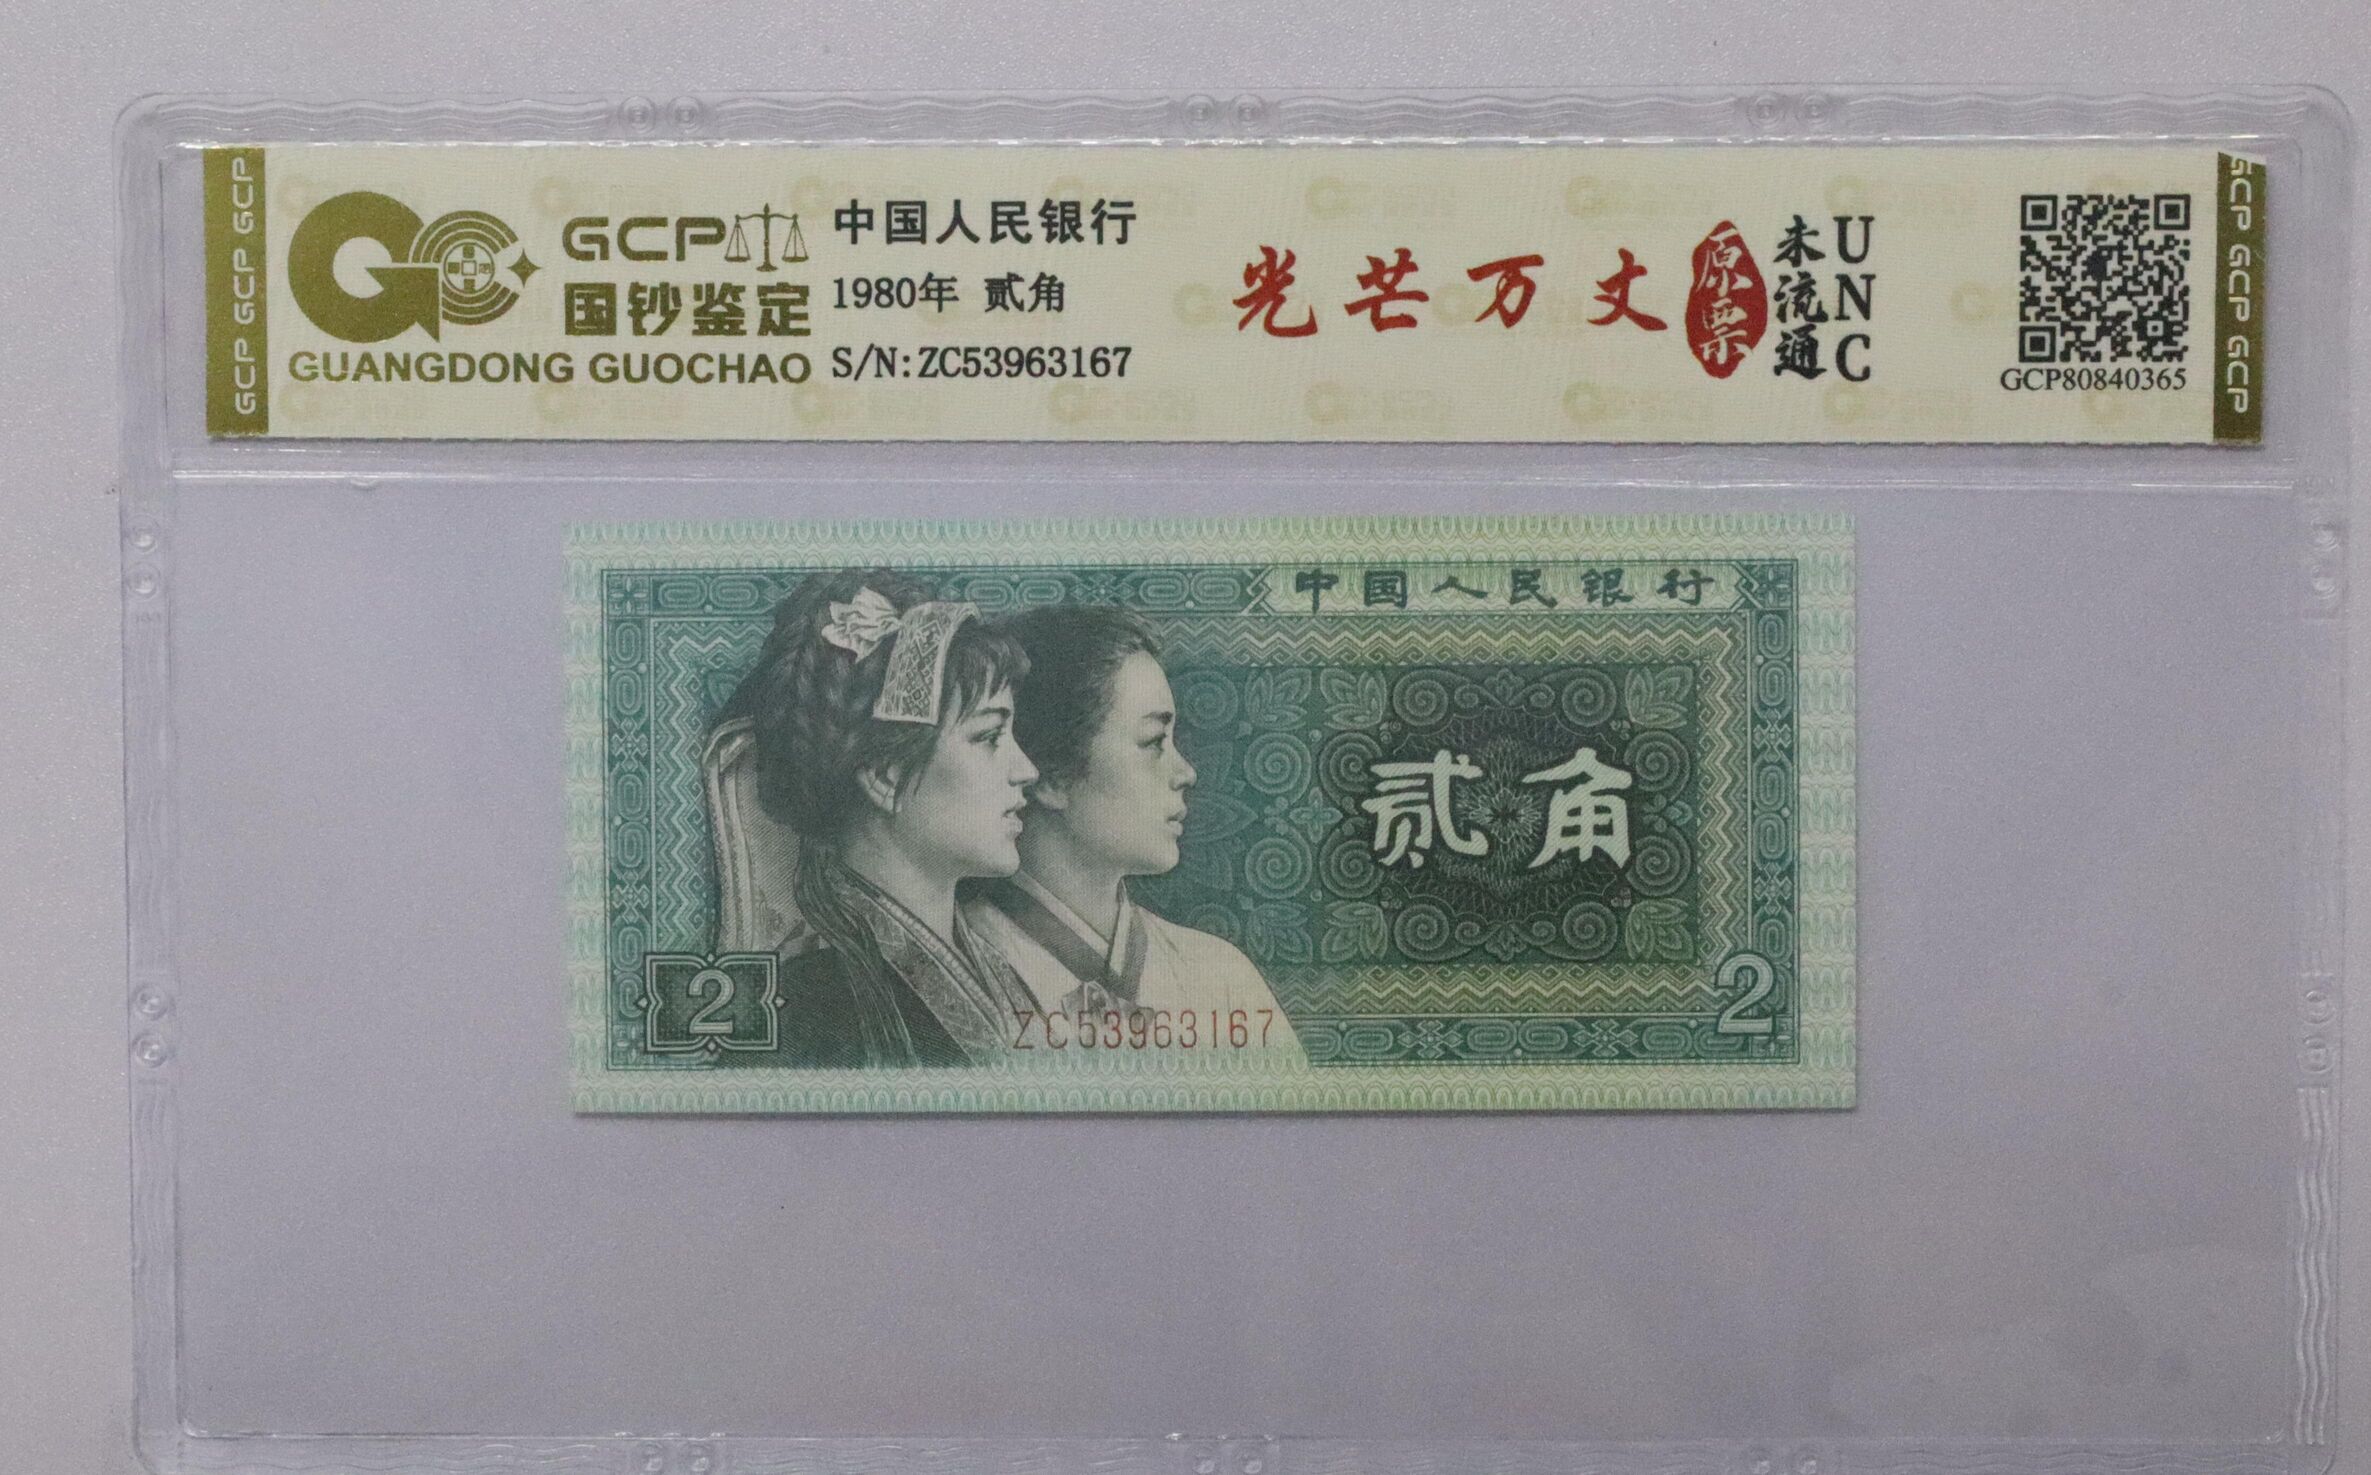 GCP GCP GCP
GCP
国钞鉴定
GUANGDONG GUOCHAO
中国人民银行
1980年 贰角
S/N:ZC53963167
光芒万丈
原票
未流通
UNC
GCP80840365
GCP GCP GCP
中国人民银行
贰角
2
2
ZC53963167